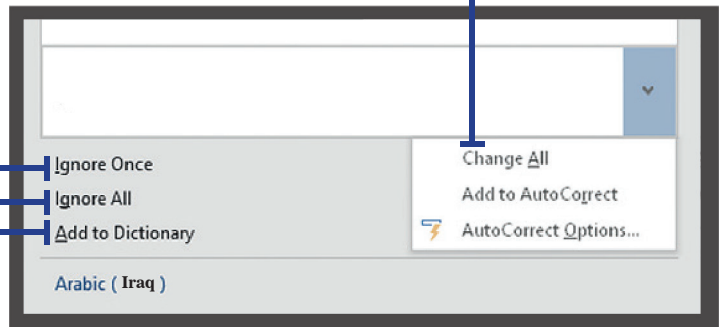 Ignore Once
Ignore All
Add to Dictionary
Change All
Add to AutoCorrect
AutoCorrect Options...
Arabic ( Iraq )